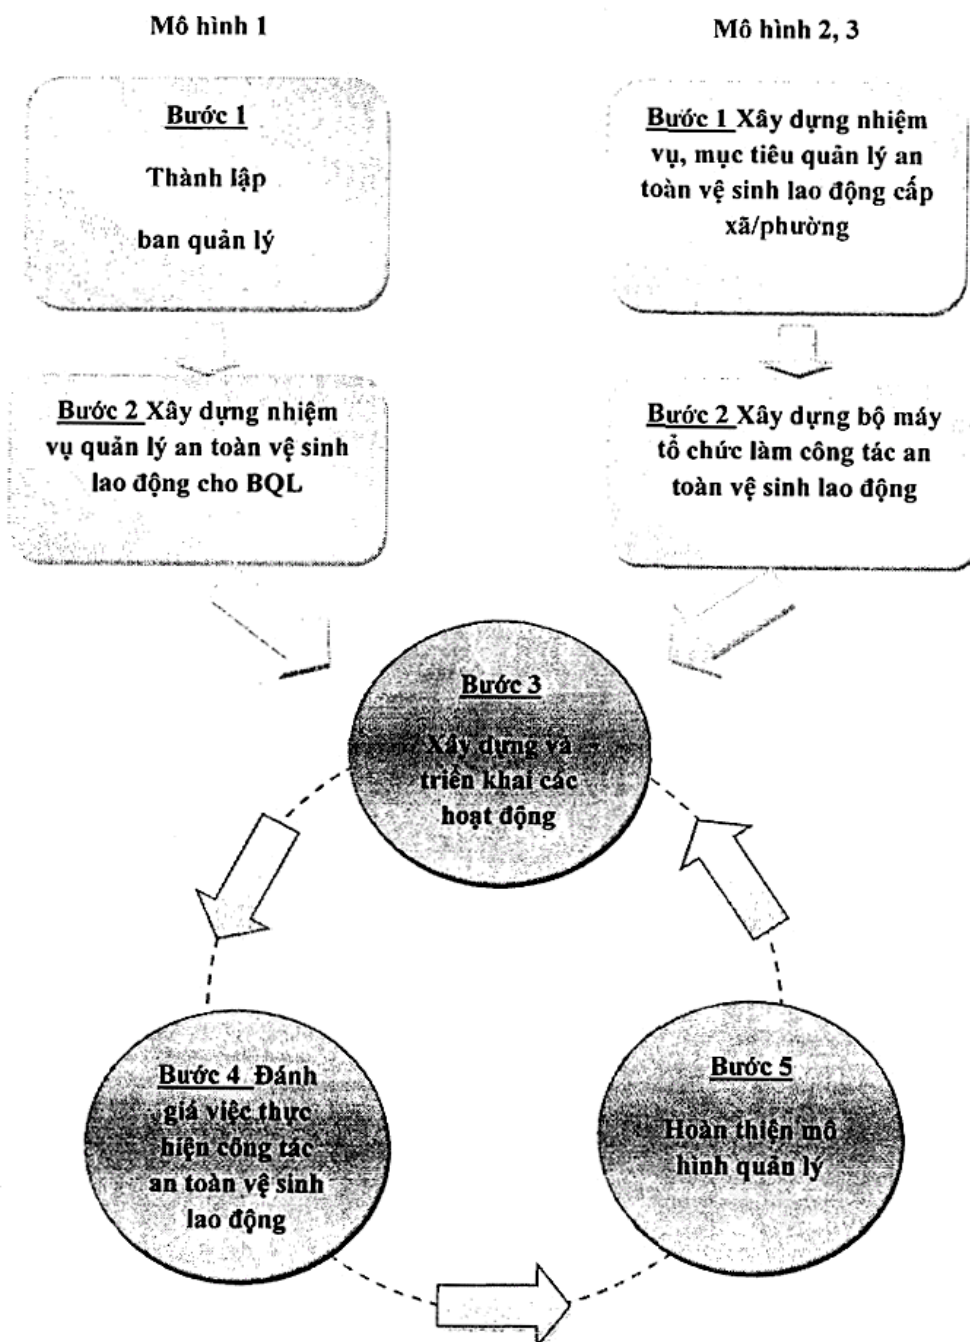 Mô hình 1
Bước 1
Thành lập
ban quản lý
Bước 2 Xây dựng nhiệm
vụ quản lý an toàn vệ sinh
lao động cho BQL
Mô hình 2, 3
Bước 1 Xây dựng nhiệm
vụ, mục tiêu quản lý an
toàn vệ sinh lao động cấp
xã/phường
Bước 2 Xây dựng bộ máy
tổ chức làm công tác an
toàn vệ sinh lao động
Bước 3
Xây dựng và
triển khai các
hoạt động
Bước 4 Đánh
giá việc thực
hiện công tác
an toàn vệ sinh
lao động
Bước 5
Hoàn thiện mô
hình quản lý